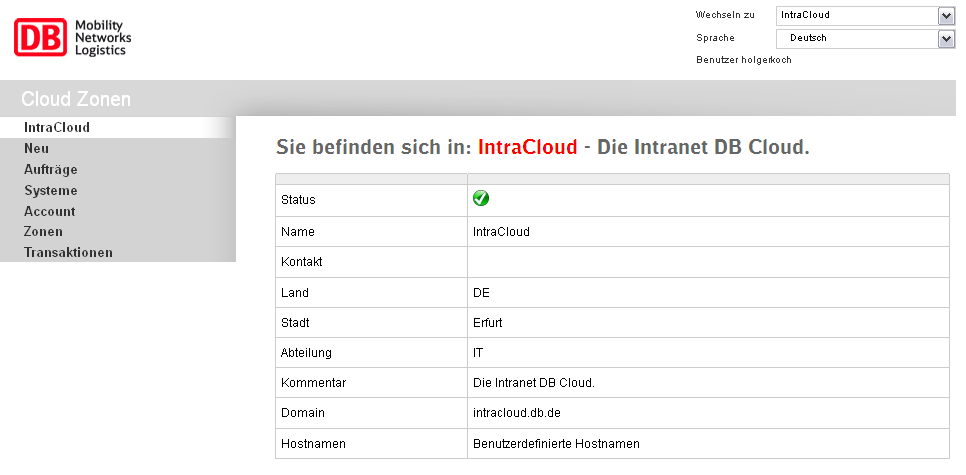 DB Mobility
Networks
Logistics
Wechseln zu IntraCloud
Sprache Deutsch
Benutzer holgerkoch
Cloud Zonen
IntraCloud
Neu
Aufträge
Systeme
Account
Zonen
Transaktionen
Sie befinden sich in: IntraCloud - Die Intranet DB Cloud.
Status
Name IntraCloud
Kontakt
Land DE
Stadt Erfurt
Abteilung IT
Kommentar Die Intranet DB Cloud.
Domain intracloud.db.de
Hostnamen Benutzerdefinierte Hostnamen